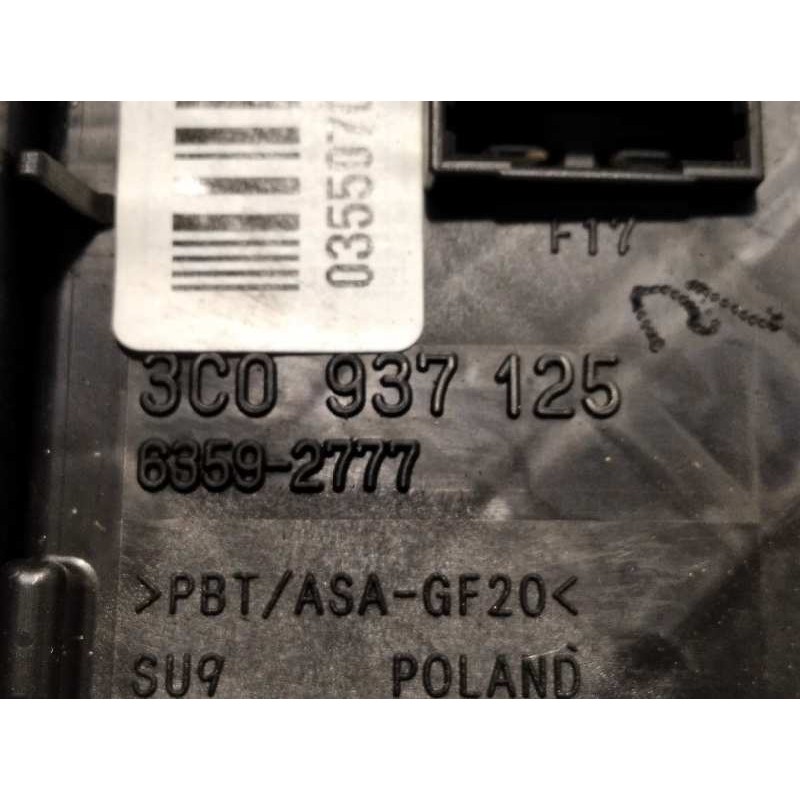 F17
3C0 937 125
6359-2777
>PBT/ASA-GF20<
SU9 POLAND